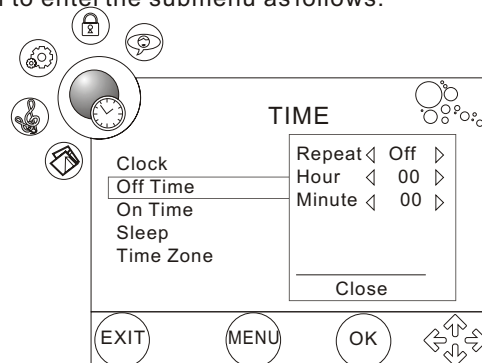 to enter the submenu as follows:
TIME
Clock
Off Time
On Time
Sleep
Time Zone
Repeat Off
Hour 00
Minute 00
Close
EXIT
MENU
OK